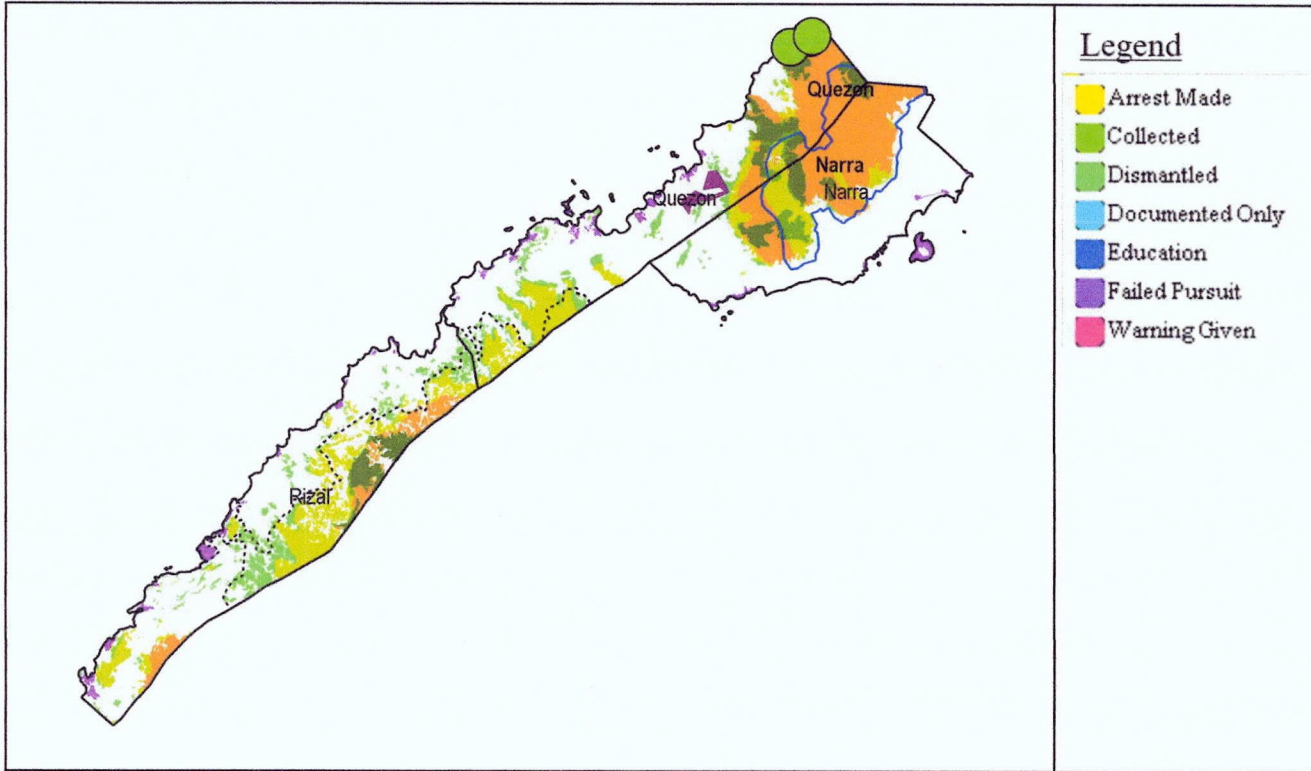 Quezon
Narra
Narra
Quezon
Rizal
Legend
Arrest Made
Collected
Dismantled
Documented Only
Education
Failed Pursuit
Warning Given